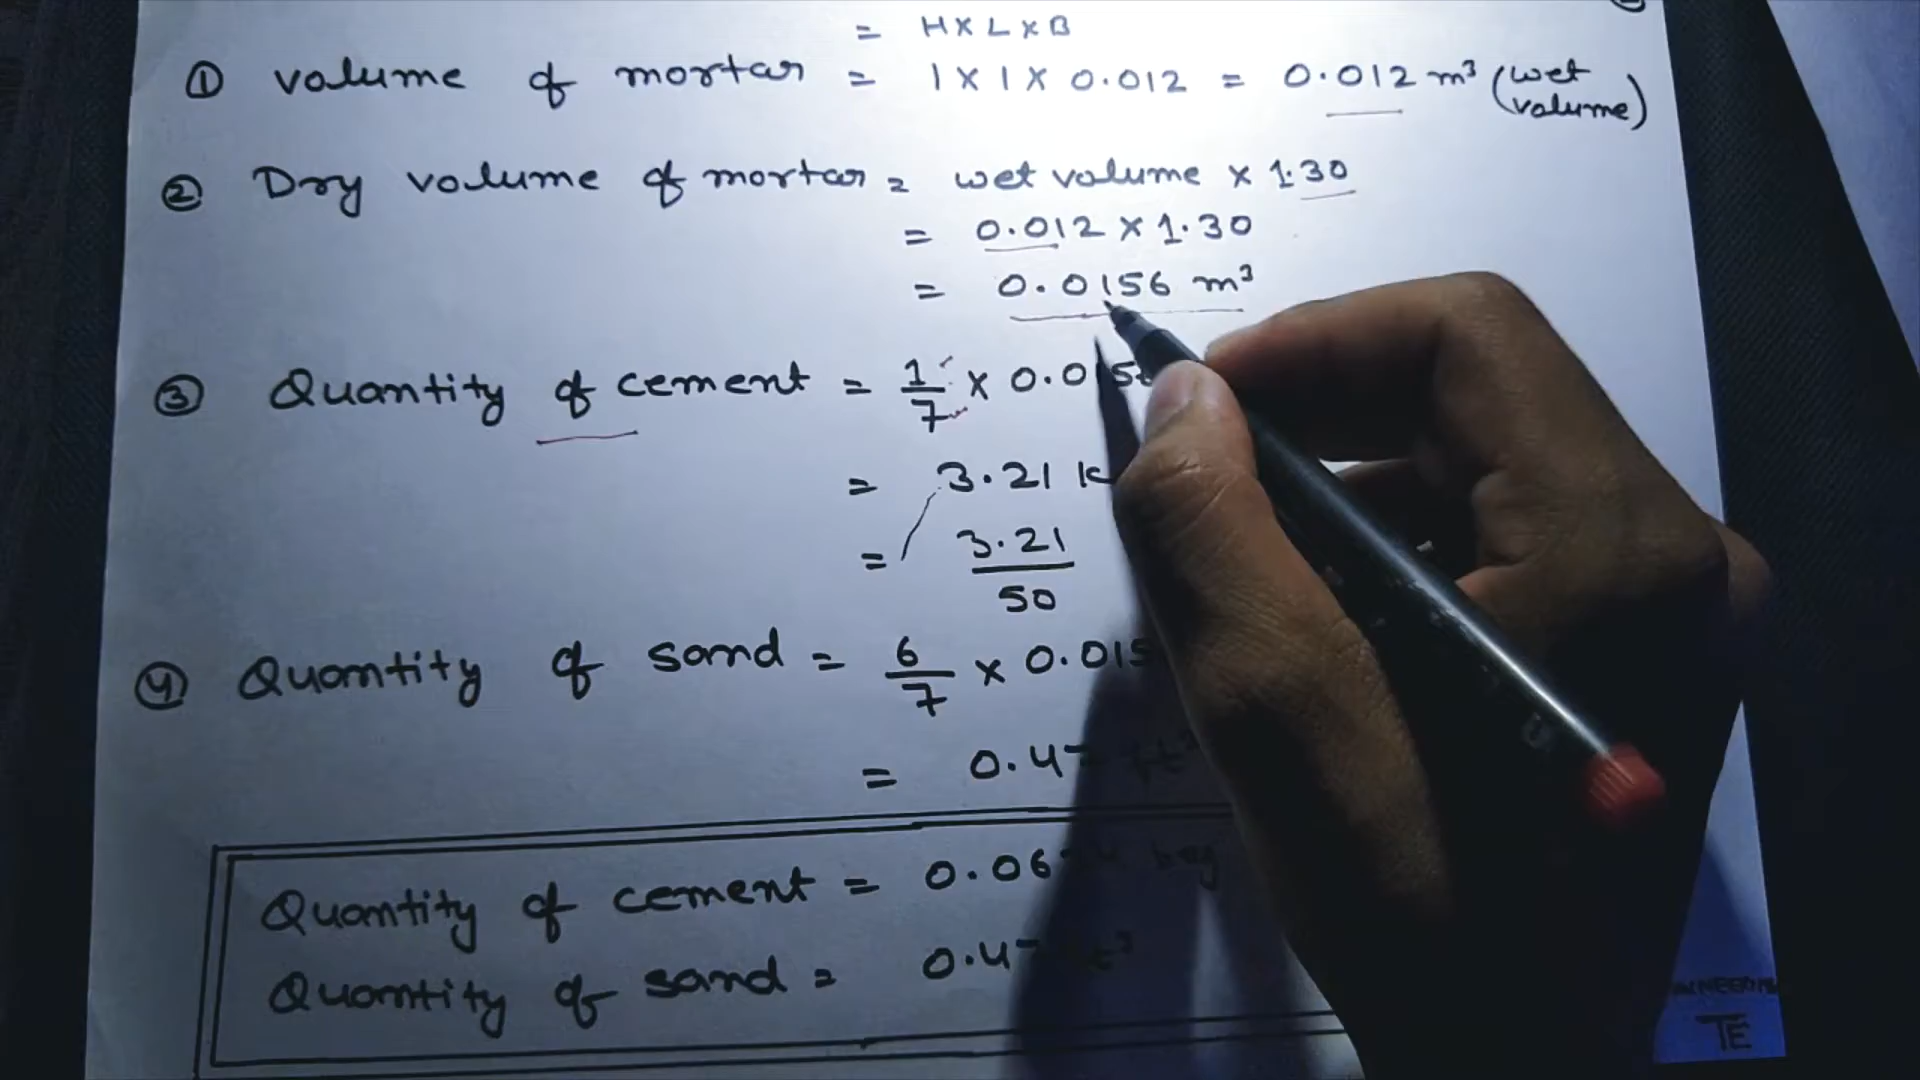 = H x L x B
① volume of mortar = 1 x 1 x 0.012 = 0.012 m³ (wet volume)
② Dry volume of mortar = wet volume x 1.30
= 0.012 x 1.30
= 0.0156 m³
③ Quantity of cement = 1/7 x 0.015
= 3.21 k
= 3.21/50
④ Quantity of sand = 6/7 x 0.015
= 0.4
Quantity of cement = 0.06 bag
Quantity of sand = 0.4
TE